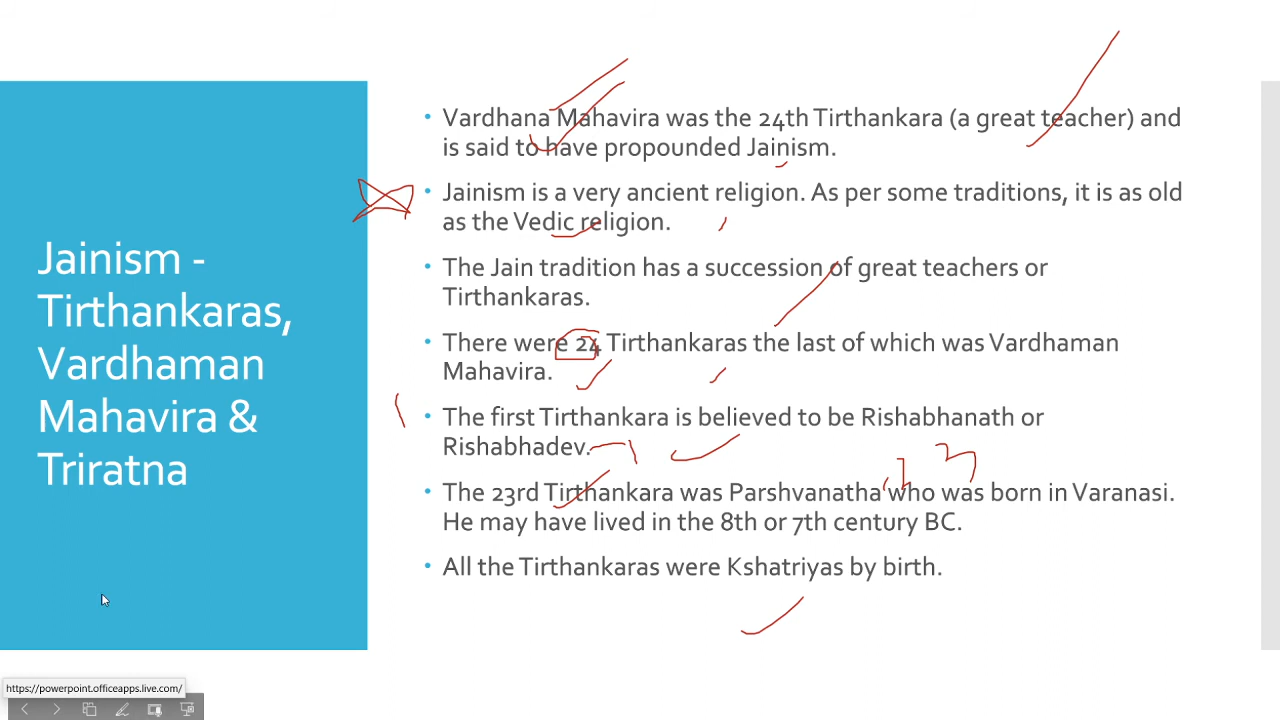 Jainism -
Tirthankaras,
Vardhaman
Mahavira &
Triratna
• Vardhana Mahavira was the 24th Tirthankara (a great teacher) and
is said to have propounded Jainism.
• Jainism is a very ancient religion. As per some traditions, it is as old
as the Vedic religion.
• The Jain tradition has a succession of great teachers or
Tirthankaras.
• There were 24 Tirthankaras the last of which was Vardhaman
Mahavira.
• The first Tirthankara is believed to be Rishabhanath or
Rishabhadev.
• The 23rd Tirthankara was Parshvanatha who was born in Varanasi.
He may have lived in the 8th or 7th century BC.
• All the Tirthankaras were Kshatriyas by birth.
https://powerpoint.officeapps.live.com/